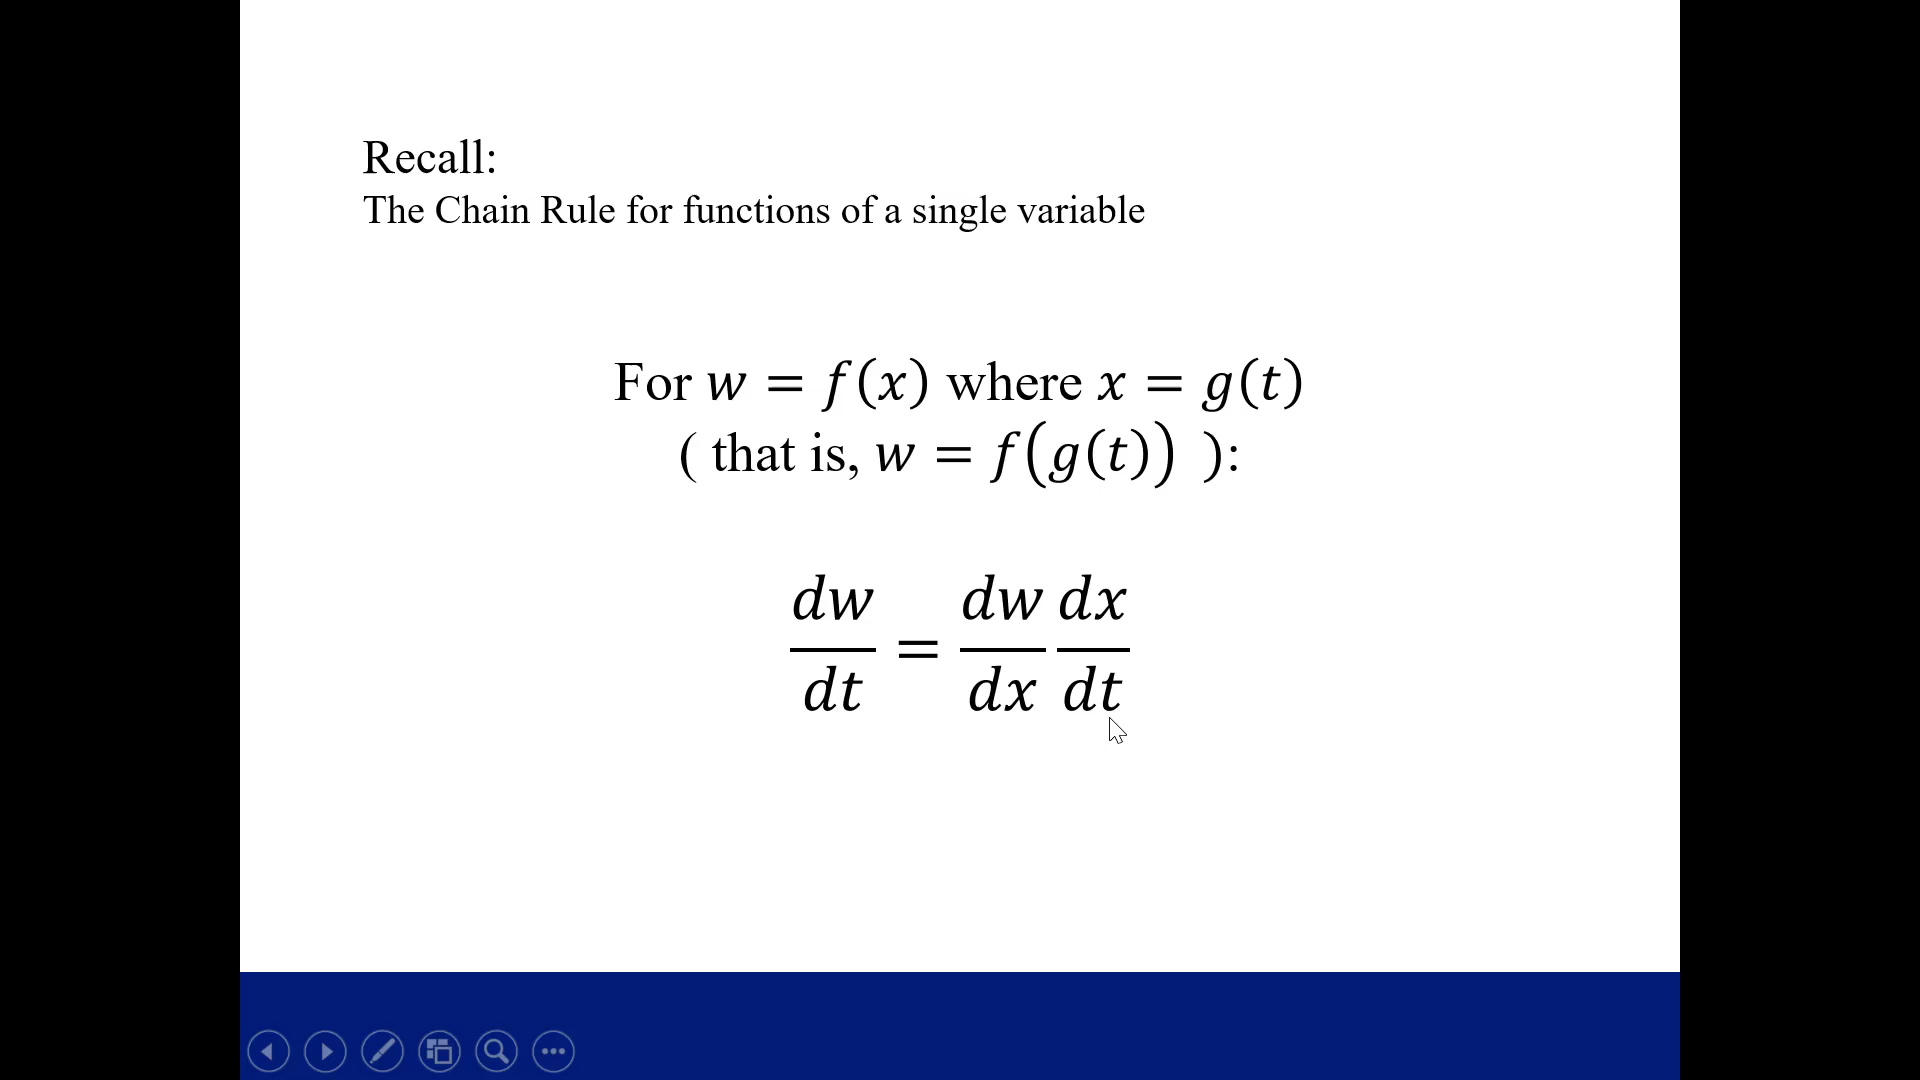 Recall:
The Chain Rule for functions of a single variable
For w = f(x) where x = g(t)
( that is, w = f(g(t)) ):
dw/dt = dw/dx dx/dt